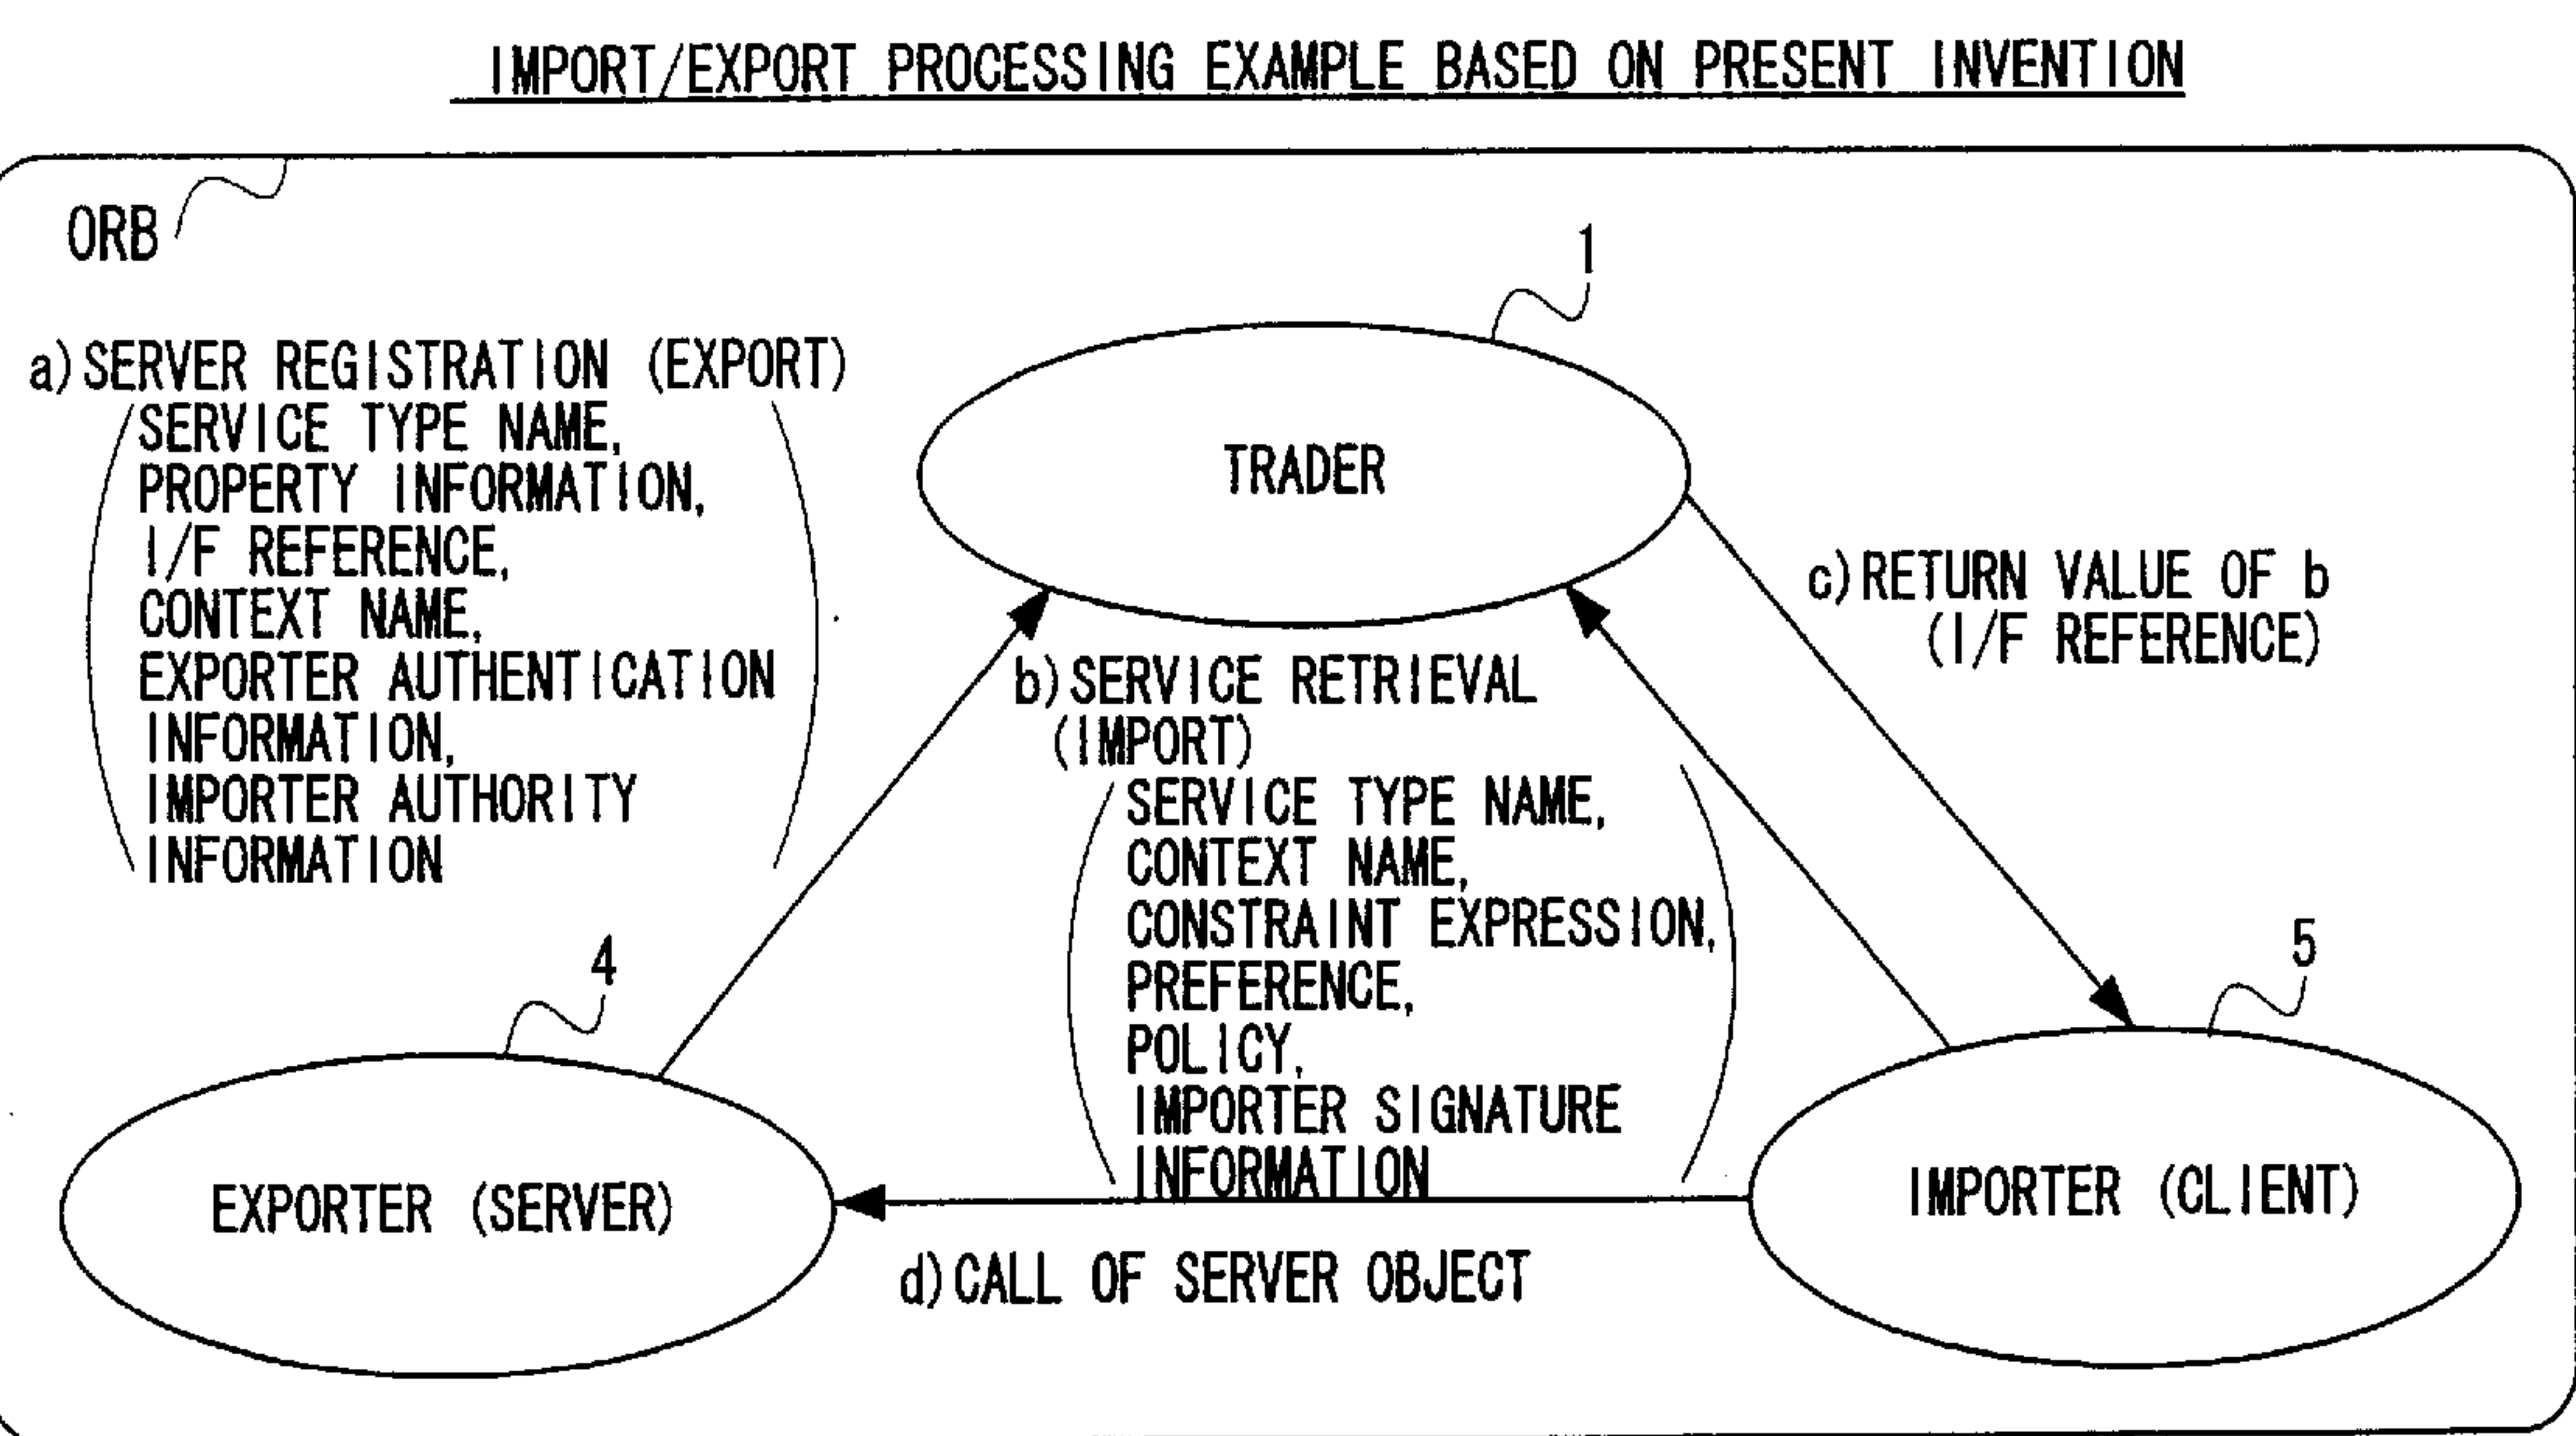 IMPORT/EXPORT PROCESSING EXAMPLE BASED ON PRESENT INVENTION
ORB
1
a) SERVER REGISTRATION (EXPORT)
SERVICE TYPE NAME,
PROPERTY INFORMATION,
I/F REFERENCE,
CONTEXT NAME,
EXPORTER AUTHENTICATION
INFORMATION,
IMPORTER AUTHORITY
INFORMATION
TRADER
c) RETURN VALUE OF b
(I/F REFERENCE)
b) SERVICE RETRIEVAL
(IMPORT)
SERVICE TYPE NAME,
CONTEXT NAME,
CONSTRAINT EXPRESSION,
PREFERENCE,
POLICY,
IMPORTER SIGNATURE
INFORMATION
4
5
EXPORTER (SERVER)
IMPORTER (CLIENT)
d) CALL OF SERVER OBJECT